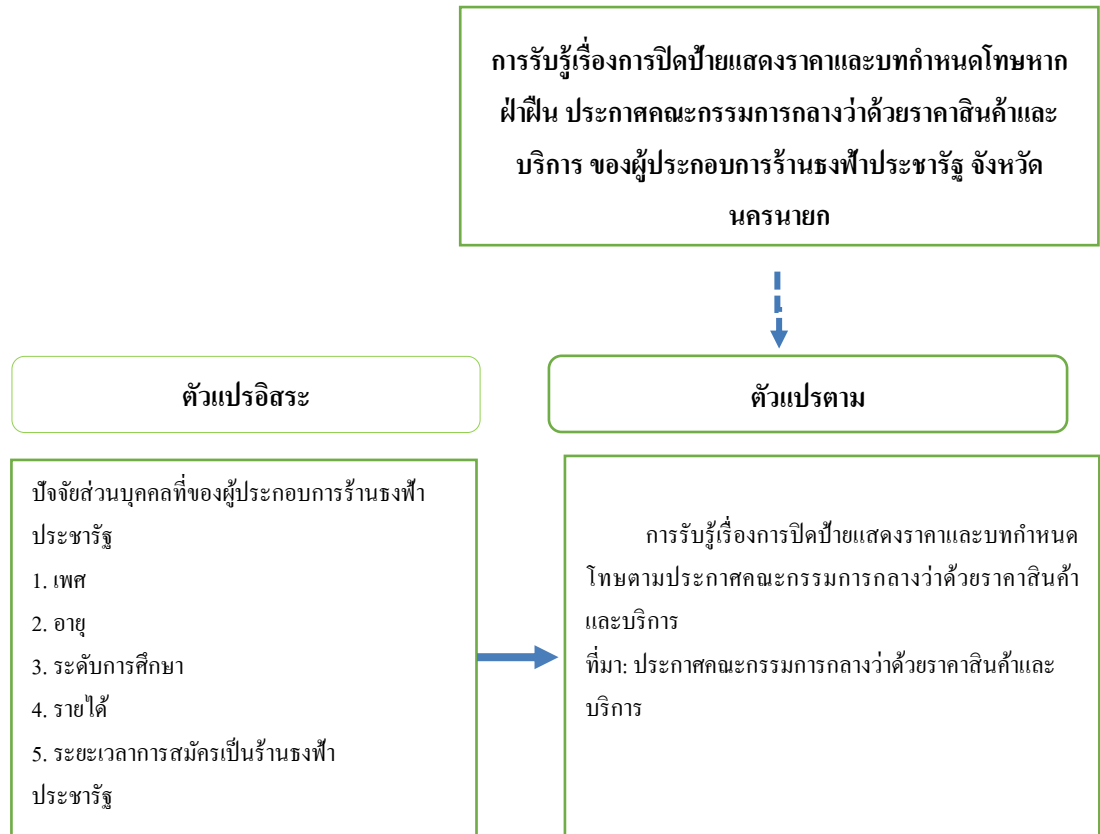 การรับรู้เรื่องการปิดป้ายแสดงราคาและบทกำหนดโทษหาก
ฝ่าฝืน ประกาศคณะกรรมการกลางว่าด้วยราคาสินค้าและ
บริการ ของผู้ประกอบการร้านธงฟ้าประชารัฐ จังหวัด
นครนายก
ตัวแปรอิสระ
ตัวแปรตาม
ปัจจัยส่วนบุคคลที่ของผู้ประกอบการร้านธงฟ้า
ประชารัฐ
1. เพศ
2. อายุ
3. ระดับการศึกษา
4. รายได้
5. ระยะเวลาการสมัครเป็นร้านธงฟ้า
ประชารัฐ
การรับรู้เรื่องการปิดป้ายแสดงราคาและบทกำหนด
โทษตามประกาศคณะกรรมการกลางว่าด้วยราคาสินค้า
และบริการ
ที่มา: ประกาศคณะกรรมการกลางว่าด้วยราคาสินค้าและ
บริการ